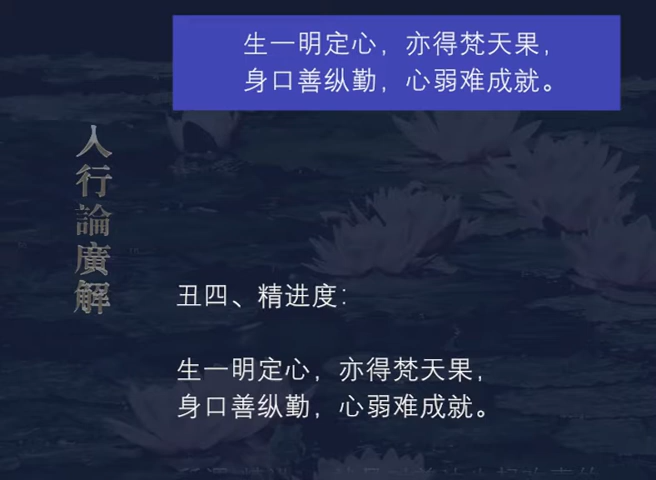 生一明定心，亦得梵天果，
身口善纵勤，心弱难成就。
入行論廣解
丑四、精进度：
生一明定心，亦得梵天果，
身口善纵勤，心弱难成就。